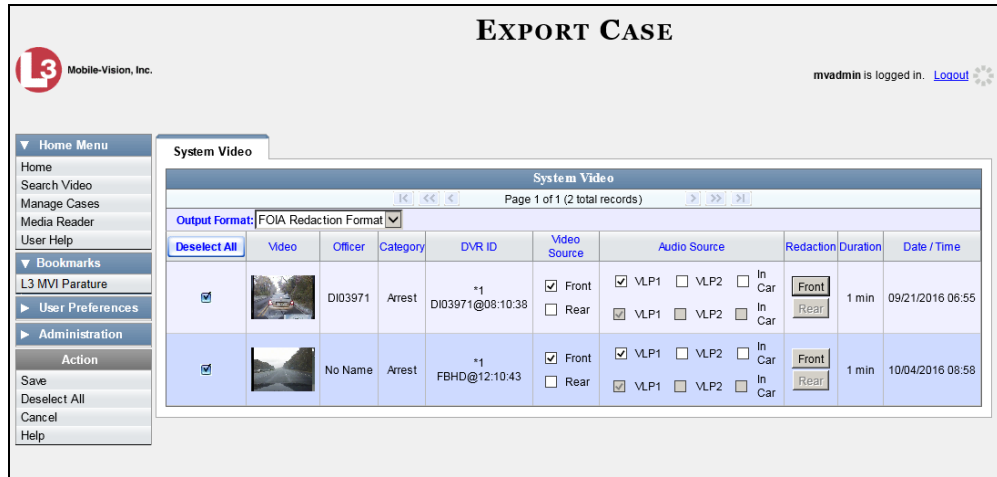 EXPORT CASE
L3 Mobile-Vision, Inc.
mvadmin is logged in. Logout
▼ Home Menu
Home
Search Video
Manage Cases
Media Reader
User Help
▼ Bookmarks
L3 MVI Parature
► User Preferences
► Administration
Action
Save
Deselect All
Cancel
Help
System Video
System Video
Page 1 of 1 (2 total records)
Output Format: FOIA Redaction Format
Deselect All Video Officer Category DVR ID Video Source Audio Source Redaction Duration Date / Time
DI03971 Arrest *1 DI03971@08:10:38 Front VLP1 VLP2 In Car Front 1 min 09/21/2016 06:55
Rear VLP1 VLP2 In Car Rear
No Name Arrest *1 FBHD@12:10:43 Front VLP1 VLP2 In Car Front 1 min 10/04/2016 08:58
Rear VLP1 VLP2 In Car Rear